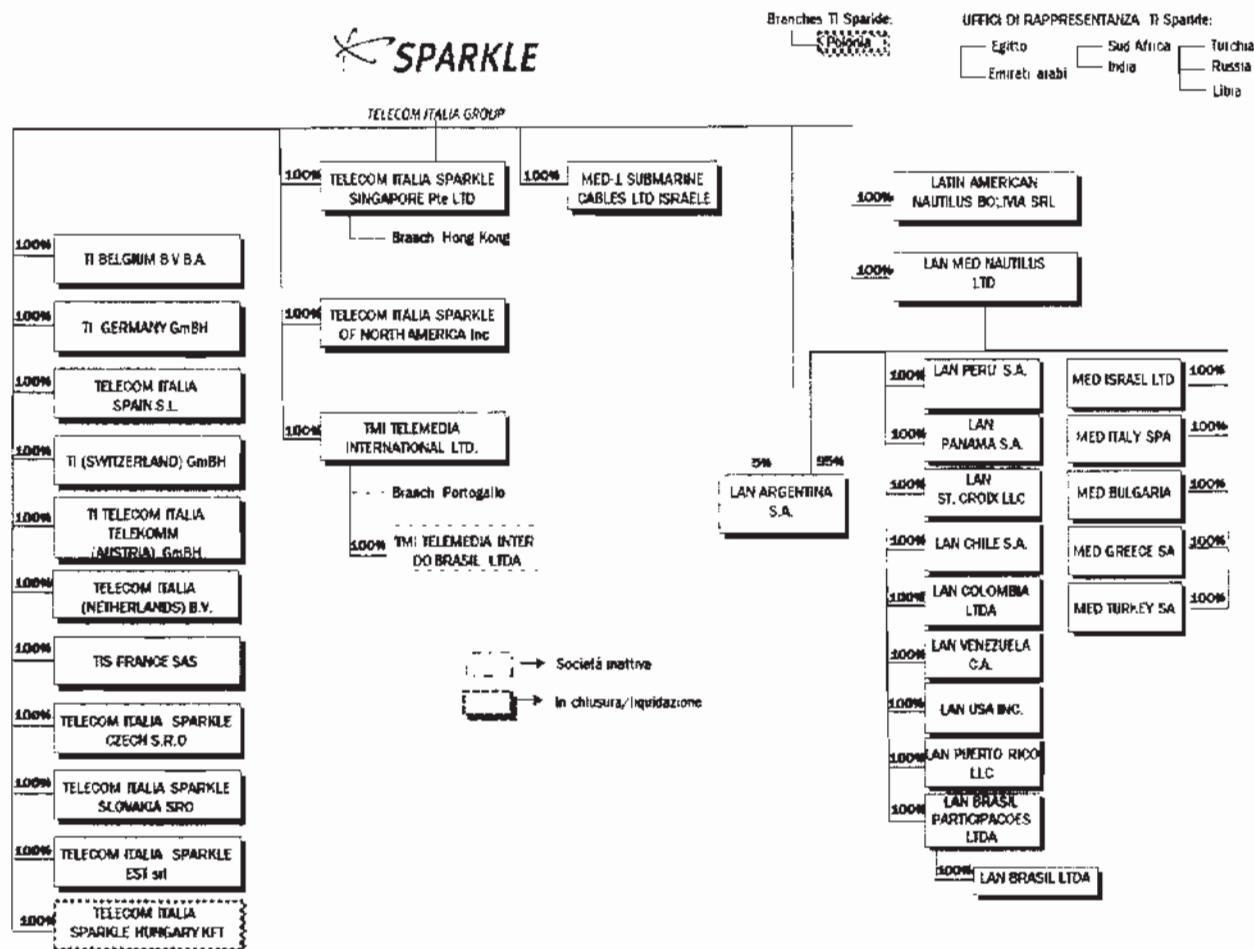 Branches TI Sparkle:
Polonia
UFFICI DI RAPPRESENTANZA TI Sparkle:
Egitto
Emirati arabi
Sud Africa
India
Turchia
Russia
Libia
SPARKLE
TELECOM ITALIA GROUP
100%
TI BELGIUM B V B.A.
100%
TI GERMANY GmBH
100%
TELECOM ITALIA
SPAIN S.L.
100%
TI (SWITZERLAND) GmBH
100%
TI TELECOM ITALIA
TELEKOMM
(AUSTRIA) GmBH
100%
TELECOM ITALIA
(NETHERLANDS) B.V.
100%
TIS FRANCE SAS
100%
TELECOM ITALIA SPARKLE
CZECH S.R.O
100%
TELECOM ITALIA SPARKLE
SLOVAKIA SRO
100%
TELECOM ITALIA SPARKLE
EST srl
100%
TELECOM ITALIA
SPARKLE HUNGARY KFT
100%
TELECOM ITALIA SPARKLE
SINGAPORE Pte LTD
Branch Hong Kong
100%
TELECOM ITALIA SPARKLE
OF NORTH AMERICA Inc
100%
TMI TELEMEDIA
INTERNATIONAL LTD.
Branch Portogallo
100%
TMI TELEMEDIA INTER
DO BRASIL LTDA
100%
MED-1 SUBMARINE
CABLES LTD ISRAELE
Società inattiva
In chiusura/liquidazione
100%
LATIN AMERICAN
NAUTILUS BOLIVIA SRL
100%
LAN MED NAUTILUS
LTD
5%
95%
LAN ARGENTINA
S.A.
100%
LAN PERU' S.A.
100%
LAN
PANAMA S.A.
100%
LAN
ST. CROIX LLC
100%
LAN CHILE S.A.
100%
LAN COLOMBIA
LTDA
100%
LAN VENEZUELA
C.A.
100%
LAN USA INC.
100%
LAN PUERTO RICO
LLC
100%
LAN BRASIL
PARTICIPACOES
LTDA
100%
LAN BRASIL LTDA
MED ISRAEL LTD
100%
MED ITALY SPA
100%
MED BULGARIA
100%
MED GREECE SA
100%
MED TURKEY SA
100%